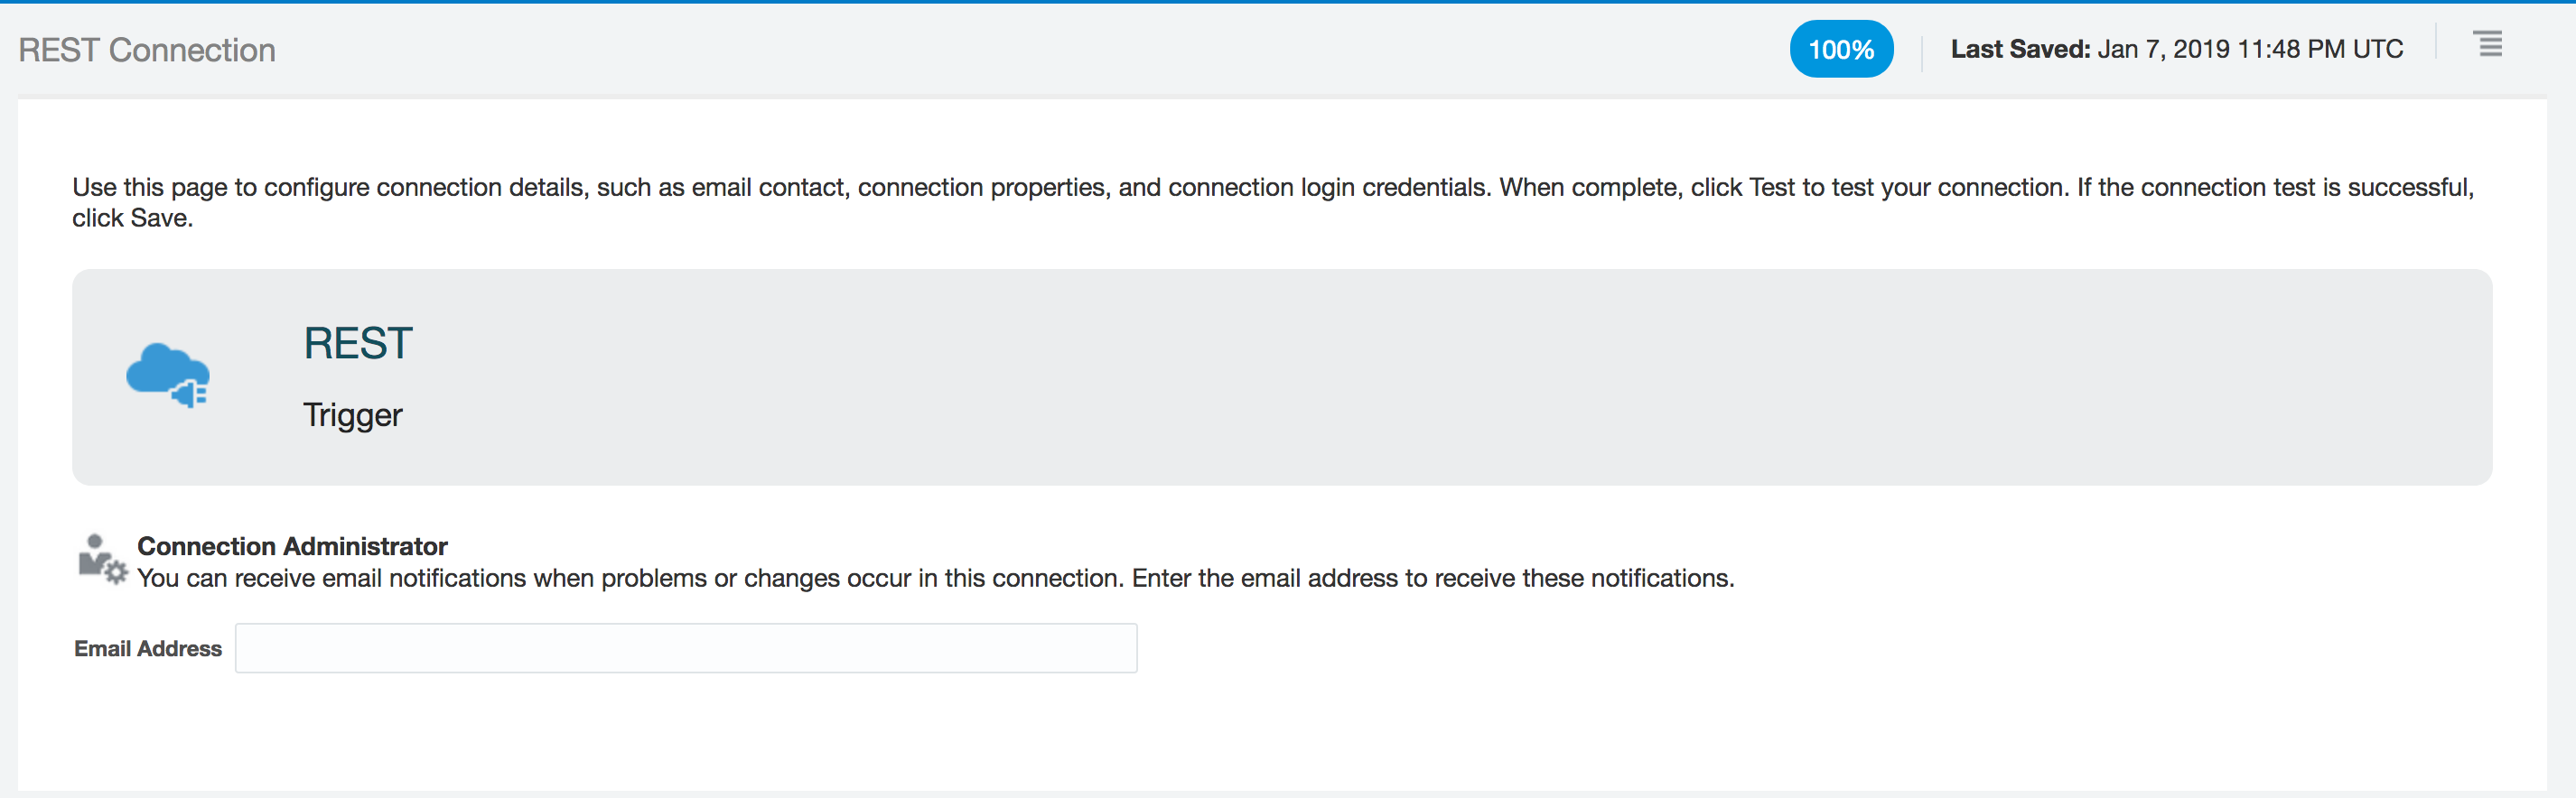 REST Connection
100%
Last Saved: Jan 7, 2019 11:48 PM UTC
Use this page to configure connection details, such as email contact, connection properties, and connection login credentials. When complete, click Test to test your connection. If the connection test is successful,
click Save.
REST
Trigger
Connection Administrator
You can receive email notifications when problems or changes occur in this connection. Enter the email address to receive these notifications.
Email Address